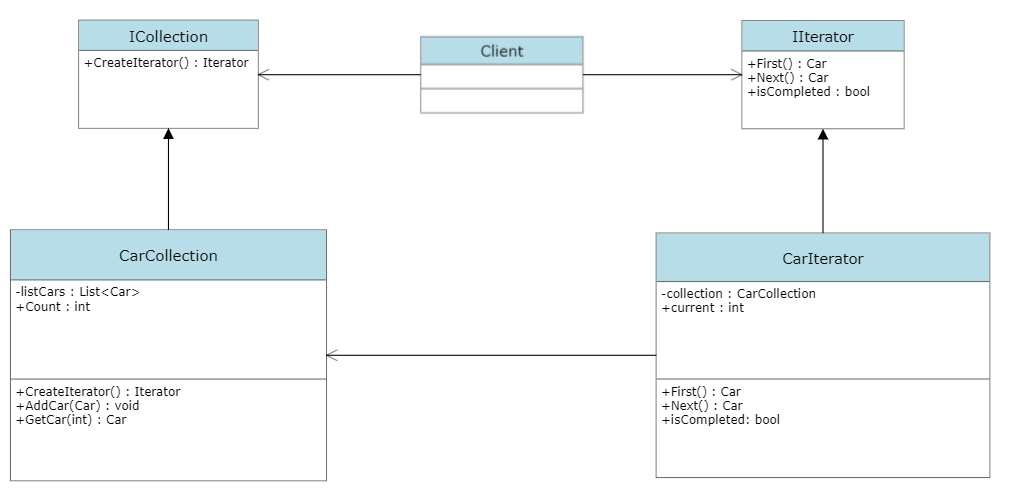 ICollection
+CreateIterator() : Iterator
Client
IIterator
+First() : Car
+Next() : Car
+isCompleted : bool
CarCollection
-listCars : List<Car>
+Count : int
+CreateIterator() : Iterator
+AddCar(Car) : void
+GetCar(int) : Car
CarIterator
-collection : CarCollection
+current : int
+First() : Car
+Next() : Car
+isCompleted: bool